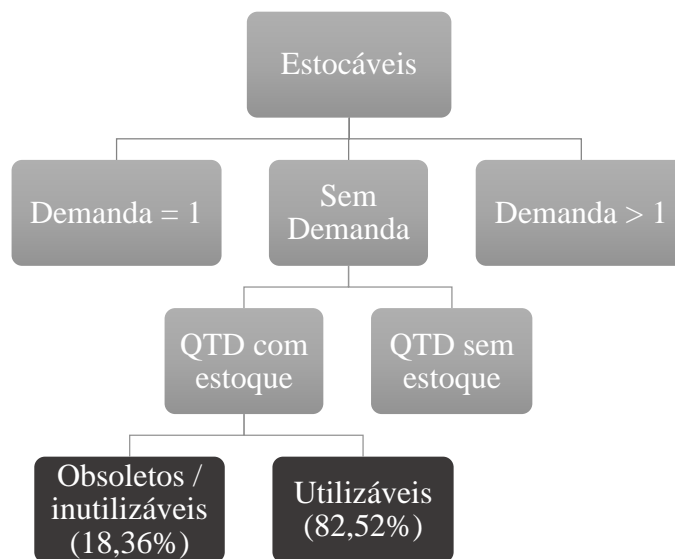 Estocáveis
Demanda = 1
Sem
Demanda
Demanda > 1
QTD com
estoque
QTD sem
estoque
Obsoletos /
inutilizáveis
(18,36%)
Utilizáveis
(82,52%)